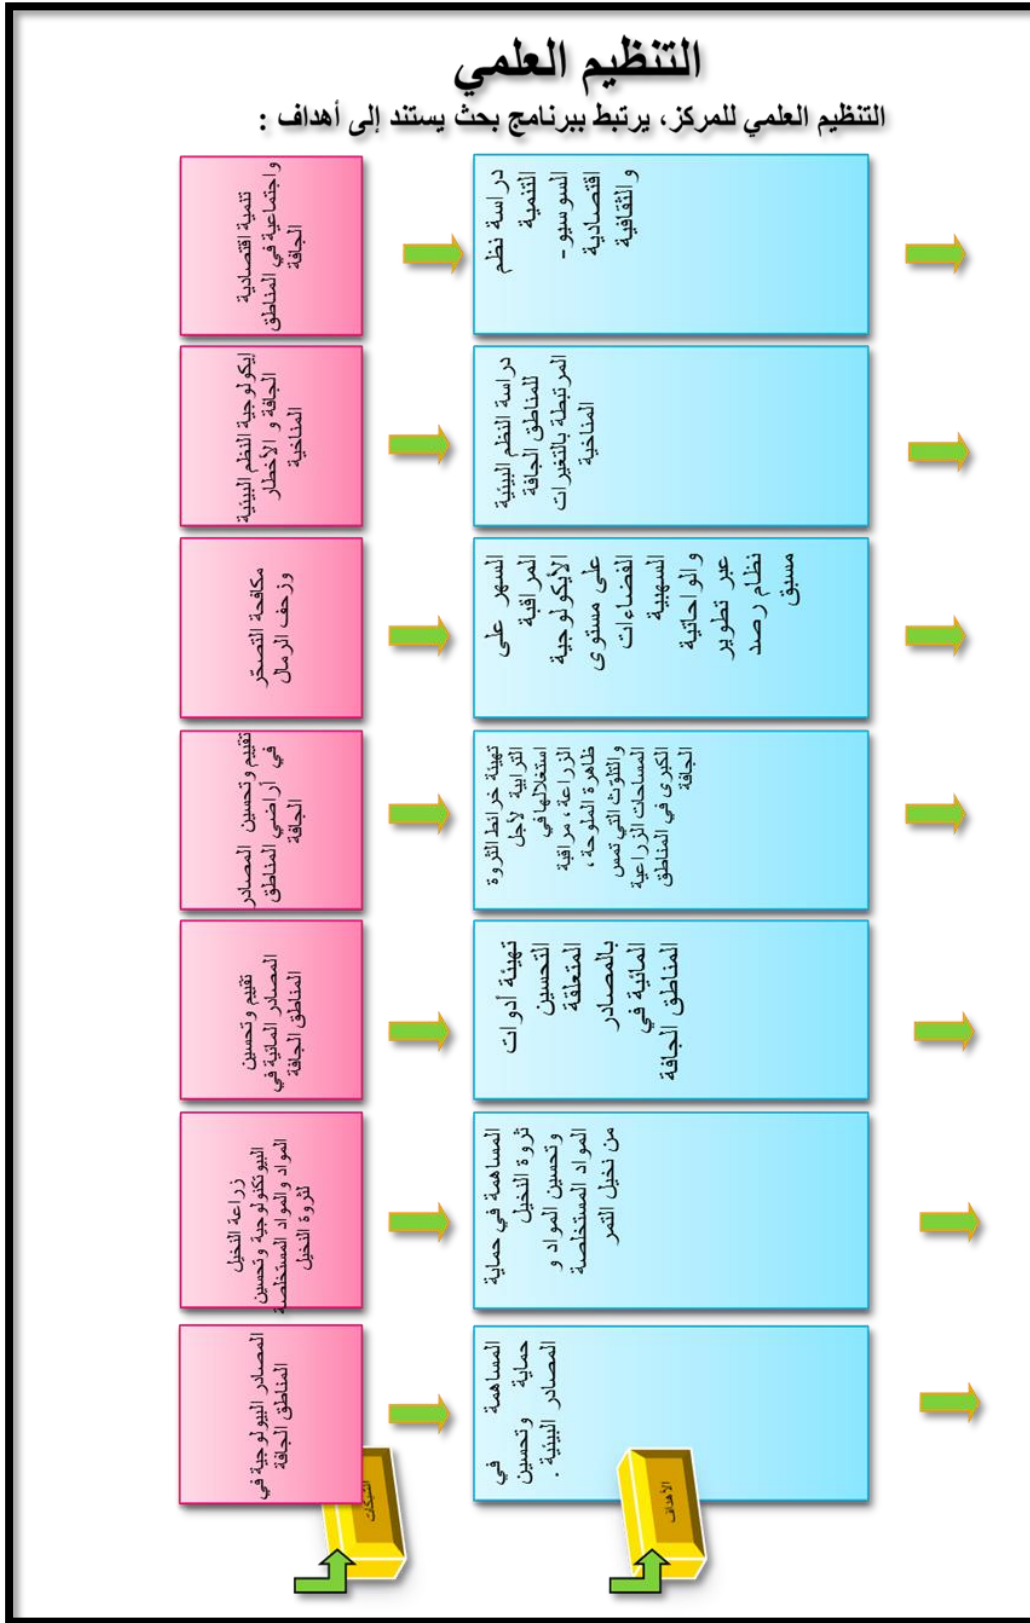 التنظيم العلمي
التنظيم العلمي للمركز، يرتبط ببرنامج بحث يستند إلى أهداف :
الشبكات
المصادر البيولوجية في
المناطق الجافة
زراعة النخيل
البيوتكنولوجية وتحسين
المواد والمواد المستخلصة
لثروة النخيل
تقييم وتحسين
المصادر المائية في
المناطق الجافة
تقييم وتحسين المصادر
في أراضي المناطق
الجافة
مكافحة التصحّر
وزحف الرمال
إيكولوجية النظم البيئية
الجافة و الأخطار
المناخية
تنمية اقتصادية
واجتماعية في المناطق
الجافة
الأهداف
المساهمة في
حماية وتحسين
المصادر البيئية .
المساهمة في حماية
ثروة النخيل
وتحسين المواد و
المواد المستخلصة
من نخيل التمر
تهيئة أدوات
التحسين
المتعلقة
بالمصادر
المائية في
المناطق الجافة
تهيئة خرائط الثروة
الترابية لأجل
استغلالها في
الزراعة ، مراقبة
ظاهرة الملوحة ،
والتلوّث التي تمس
المساحات الزراعية
الكبرى في المناطق
الجافة
السهر على
المراقبة
الأيكولوجية
على مستوى
الفضاءات
السهبية
والواحاتية
عبر تطوير
نظام رصد
مسبق
دراسة النظم البيئية
للمناطق الجافة
المرتبطة بالتغيرات
المناخية
دراسة نظم
التنمية
السوسيو-
اقتصادية
والثقافية